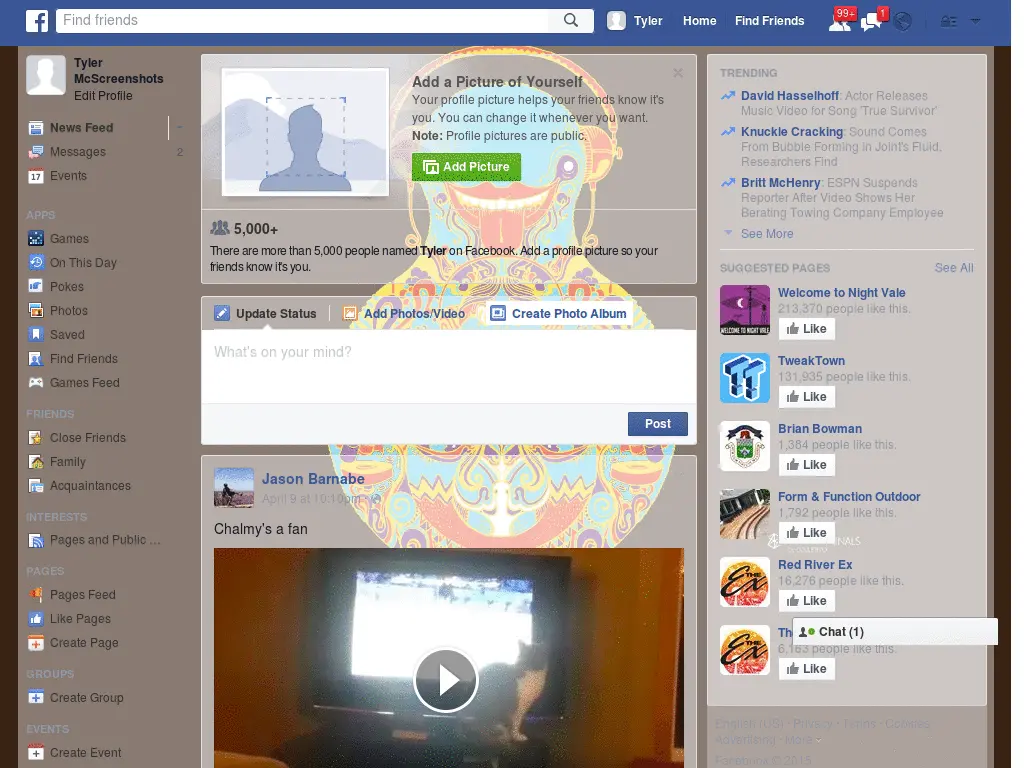 Find friends
Tyler
Home
Find Friends
99+
1
Tyler
McScreenshots
Edit Profile
News Feed
Messages 2
17 Events
APPS
Games
On This Day
Pokes
Photos
Saved
Find Friends
Games Feed
FRIENDS
Close Friends
Family
Acquaintances
INTERESTS
Pages and Public ...
PAGES
Pages Feed
Like Pages
Create Page
GROUPS
Create Group
EVENTS
Create Event
Add a Picture of Yourself
Your profile picture helps your friends know it's
you. You can change it whenever you want.
Note: Profile pictures are public.
Add Picture
5,000+
There are more than 5,000 people named Tyler on Facebook. Add a profile picture so your
friends know it's you.
Update Status
Add Photos/Video
Create Photo Album
What's on your mind?
Post
Jason Barnabe
April 9 at 10:10pm
Chalmy's a fan
TRENDING
David Hasselhoff: Actor Releases
Music Video for Song 'True Survivor'
Knuckle Cracking: Sound Comes
From Bubble Forming in Joint's Fluid,
Researchers Find
Britt McHenry: ESPN Suspends
Reporter After Video Shows Her
Berating Towing Company Employee
See More
SUGGESTED PAGES
See All
Welcome to Night Vale
213,370 people like this.
WELCOME TO NIGHT VALE
Like
TweakTown
131,935 people like this.
Like
Brian Bowman
1,384 people like this.
Like
Form & Function Outdoor
1,792 people like this.
Like
Red River Ex
16,276 people like this.
The Ex
Like
Chat (1)
6,163 people like this.
The Ex
Like
English (US) · Privacy · Terms · Cookies ·
Advertising · More
Facebook © 2015